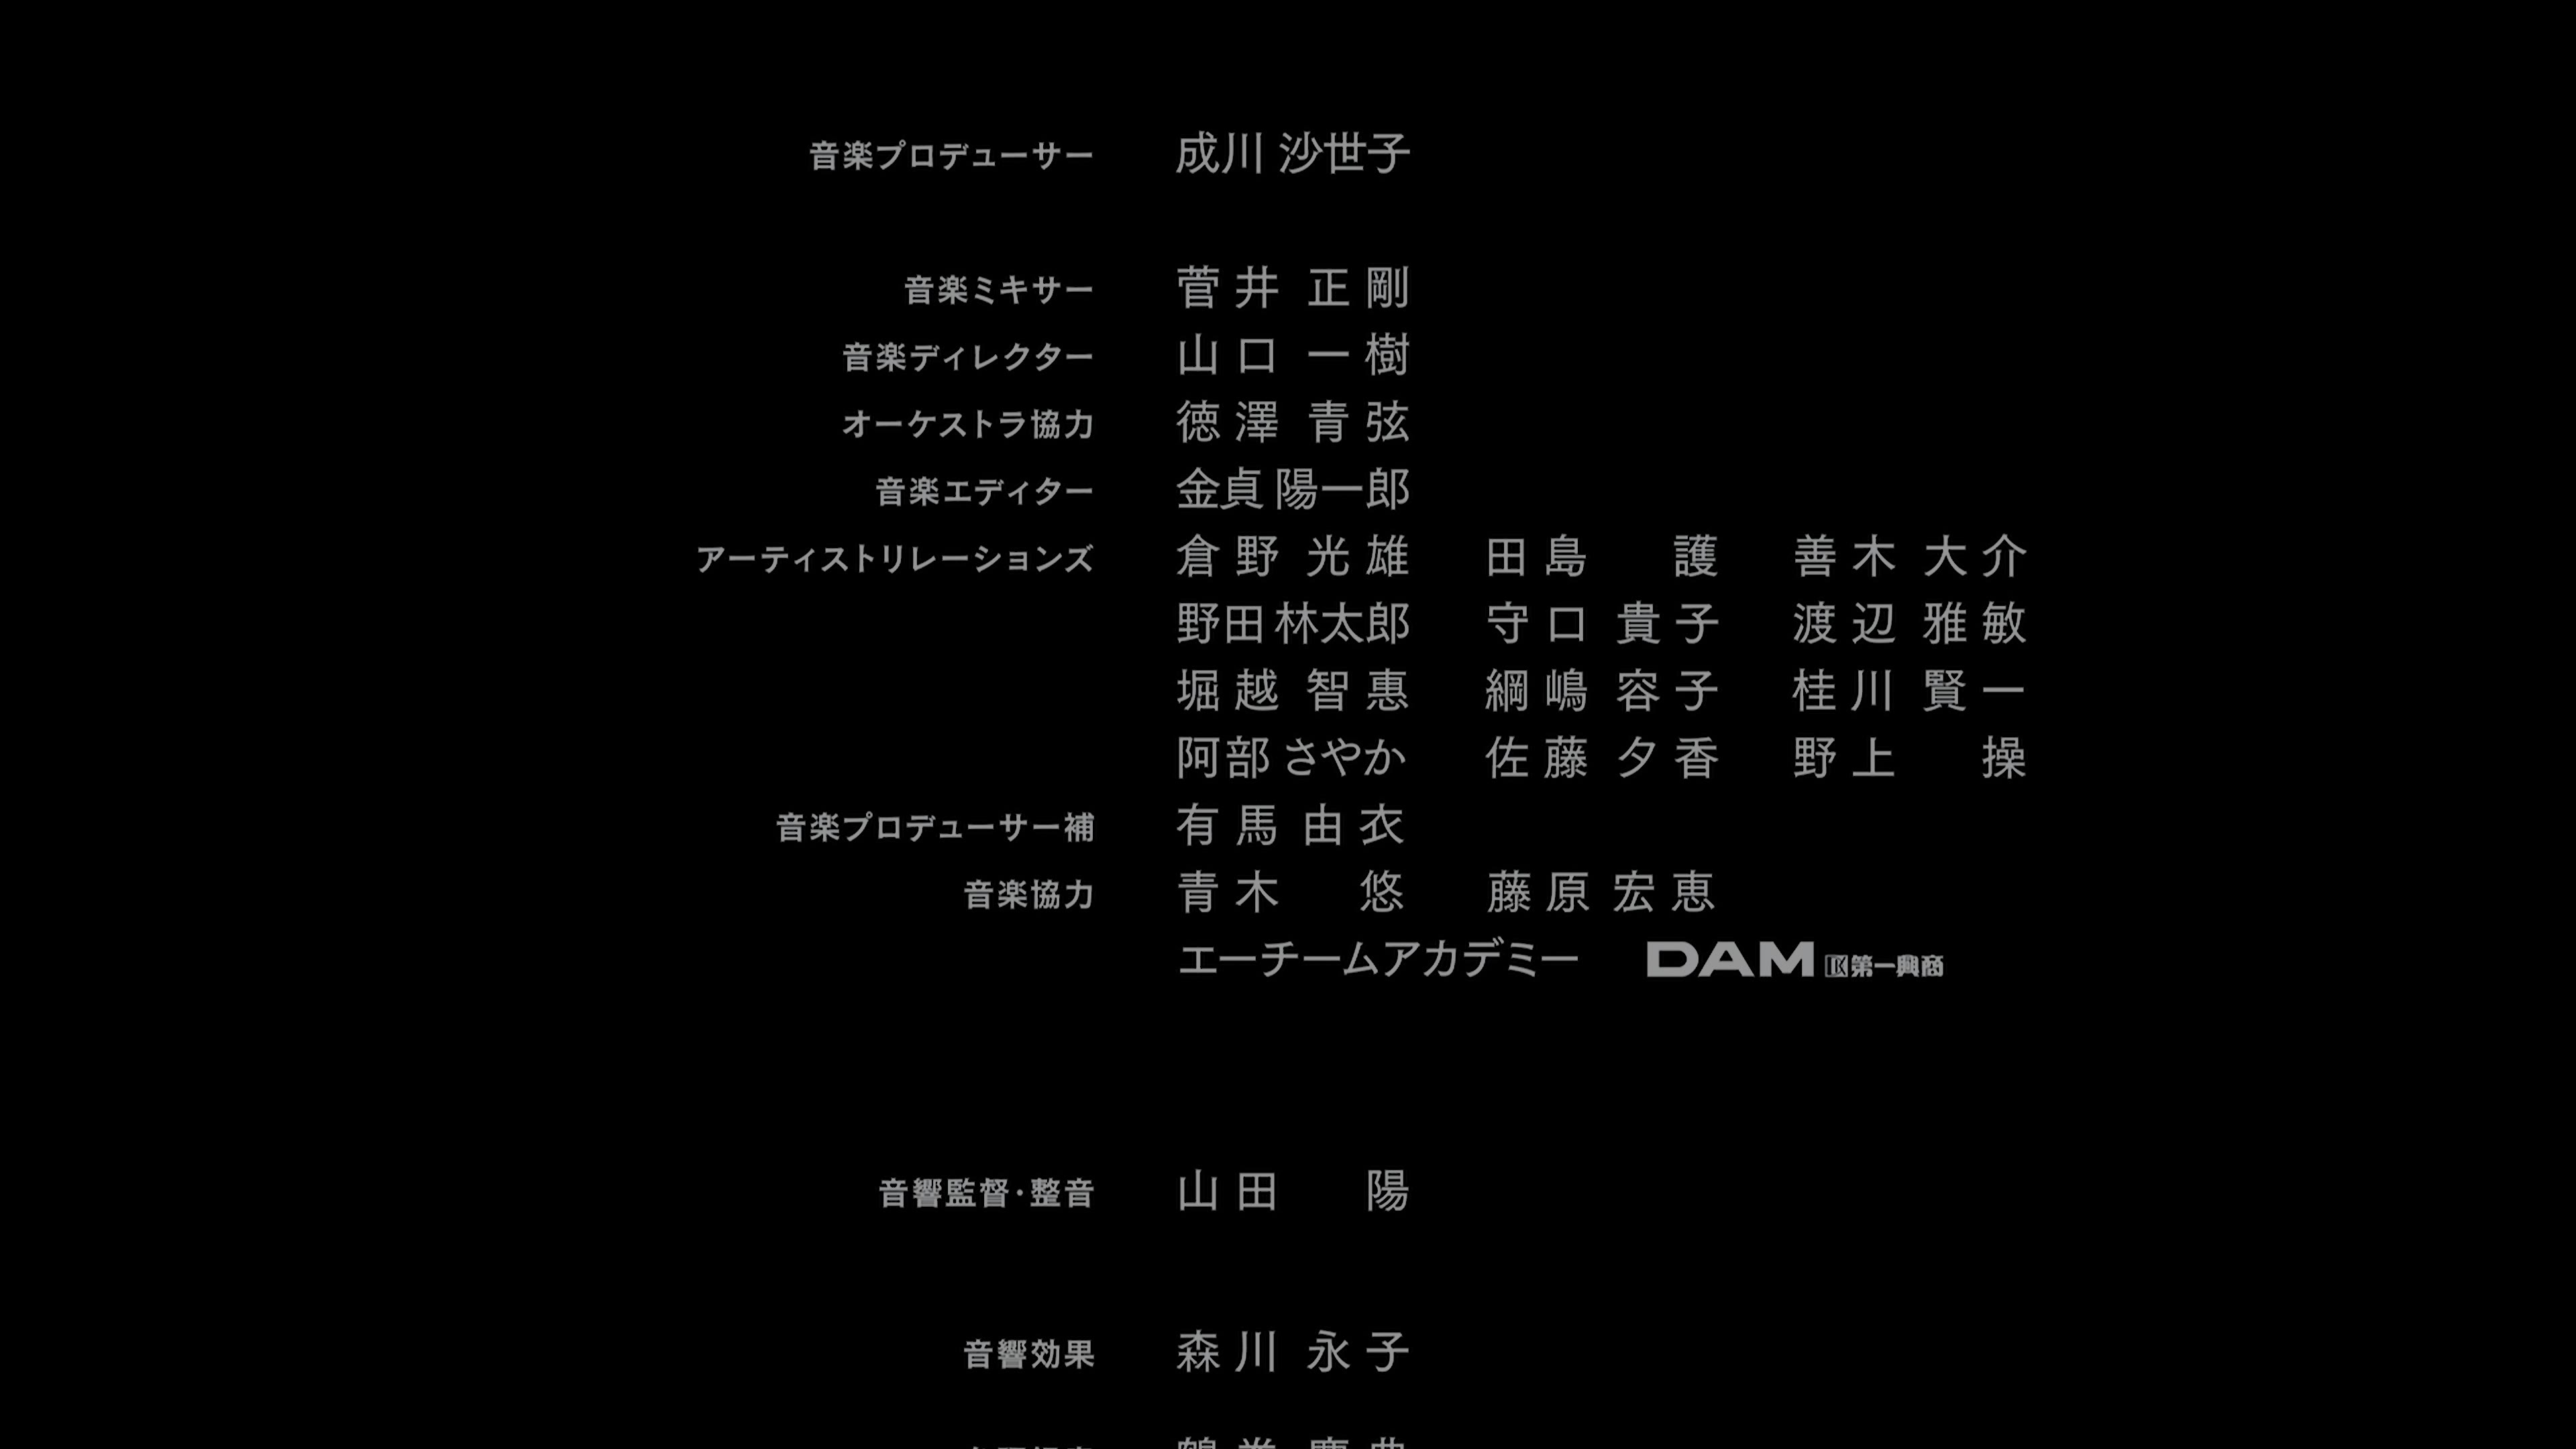 音楽プロデューサー 成川 沙世子
音楽ミキサー 菅井 正剛
音楽ディレクター 山口 一樹
オーケストラ協力 徳澤 青弦
音楽エディター 金貞 陽一郎
アーティストリレーションズ 倉野 光雄 田島 護 善木 大介
野田 林太郎 守口 貴子 渡辺 雅敏
堀越 智惠 綱嶋 容子 桂川 賢一
阿部 さやか 佐藤 夕香 野上 操
音楽プロデューサー補 有馬 由衣
音楽協力 青木 悠 藤原 宏恵
エーチームアカデミー DAM 第一興商
音響監督・整音 山田 陽
音響効果 森川 永子